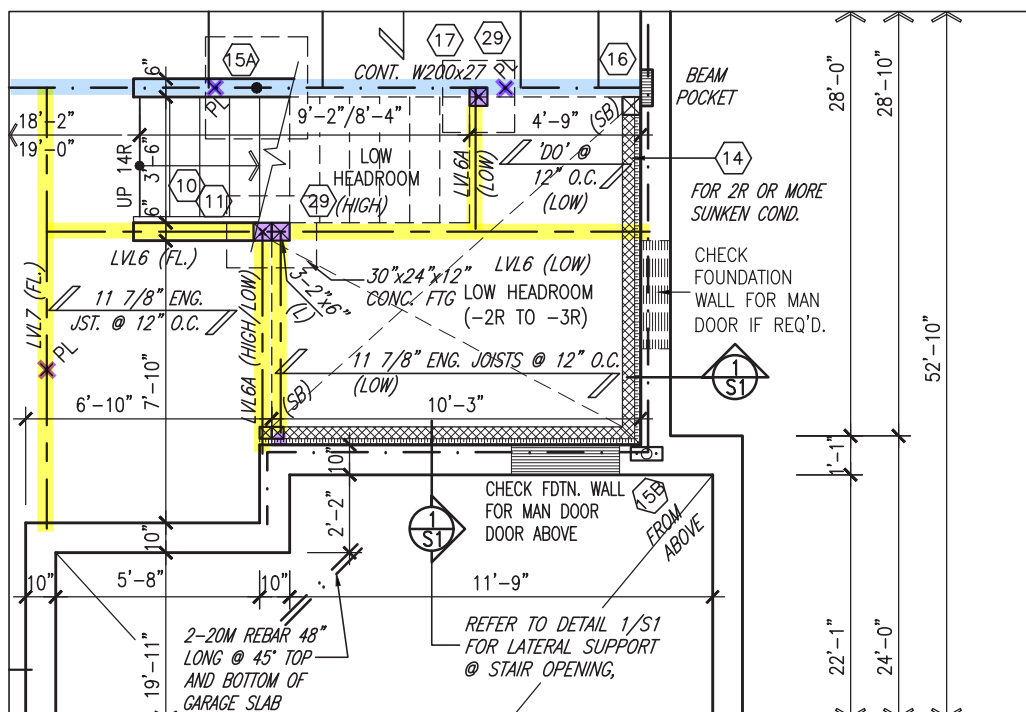 15A
17
29
16
CONT. W200x27
PL
PL
BEAM
POCKET
6"
18'-2"
19'-0"
9'-2"/8'-4"
4'-9"
(SB)
28'-0"
28'-10"
UP 14R
3'-6"
6"
10
11
29
LOW
HEADROOM
(HIGH)
LVL6A
(LOW)
'DO' @
12" O.C.
(LOW)
14
FOR 2R OR MORE
SUNKEN COND.
LVL6 (FL.)
LVL7 (FL.)
11 7/8" ENG.
JST. @ 12" O.C.
PL
3-2"x6"
(L)
30"x24"x12"
CONC. FTG
LVL6 (LOW)
LOW HEADROOM
(-2R TO -3R)
CHECK
FOUNDATION
WALL FOR MAN
DOOR IF REQ'D.
LVL6A (HIGH/LOW)
11 7/8" ENG. JOISTS @ 12" O.C.
(LOW)
(SB)
1
S1
52'-10"
6'-10"
7'-10"
10'-3"
10"
1'-1"
2'-2"
CHECK FDTN. WALL
FOR MAN DOOR
DOOR ABOVE
15B
FROM
ABOVE
1
S1
10"
10"
5'-8"
10"
11'-9"
19'-11"
2-20M REBAR 48"
LONG @ 45° TOP
AND BOTTOM OF
GARAGE SLAB
REFER TO DETAIL 1/S1
FOR LATERAL SUPPORT
@ STAIR OPENING,
22'-1"
24'-0"